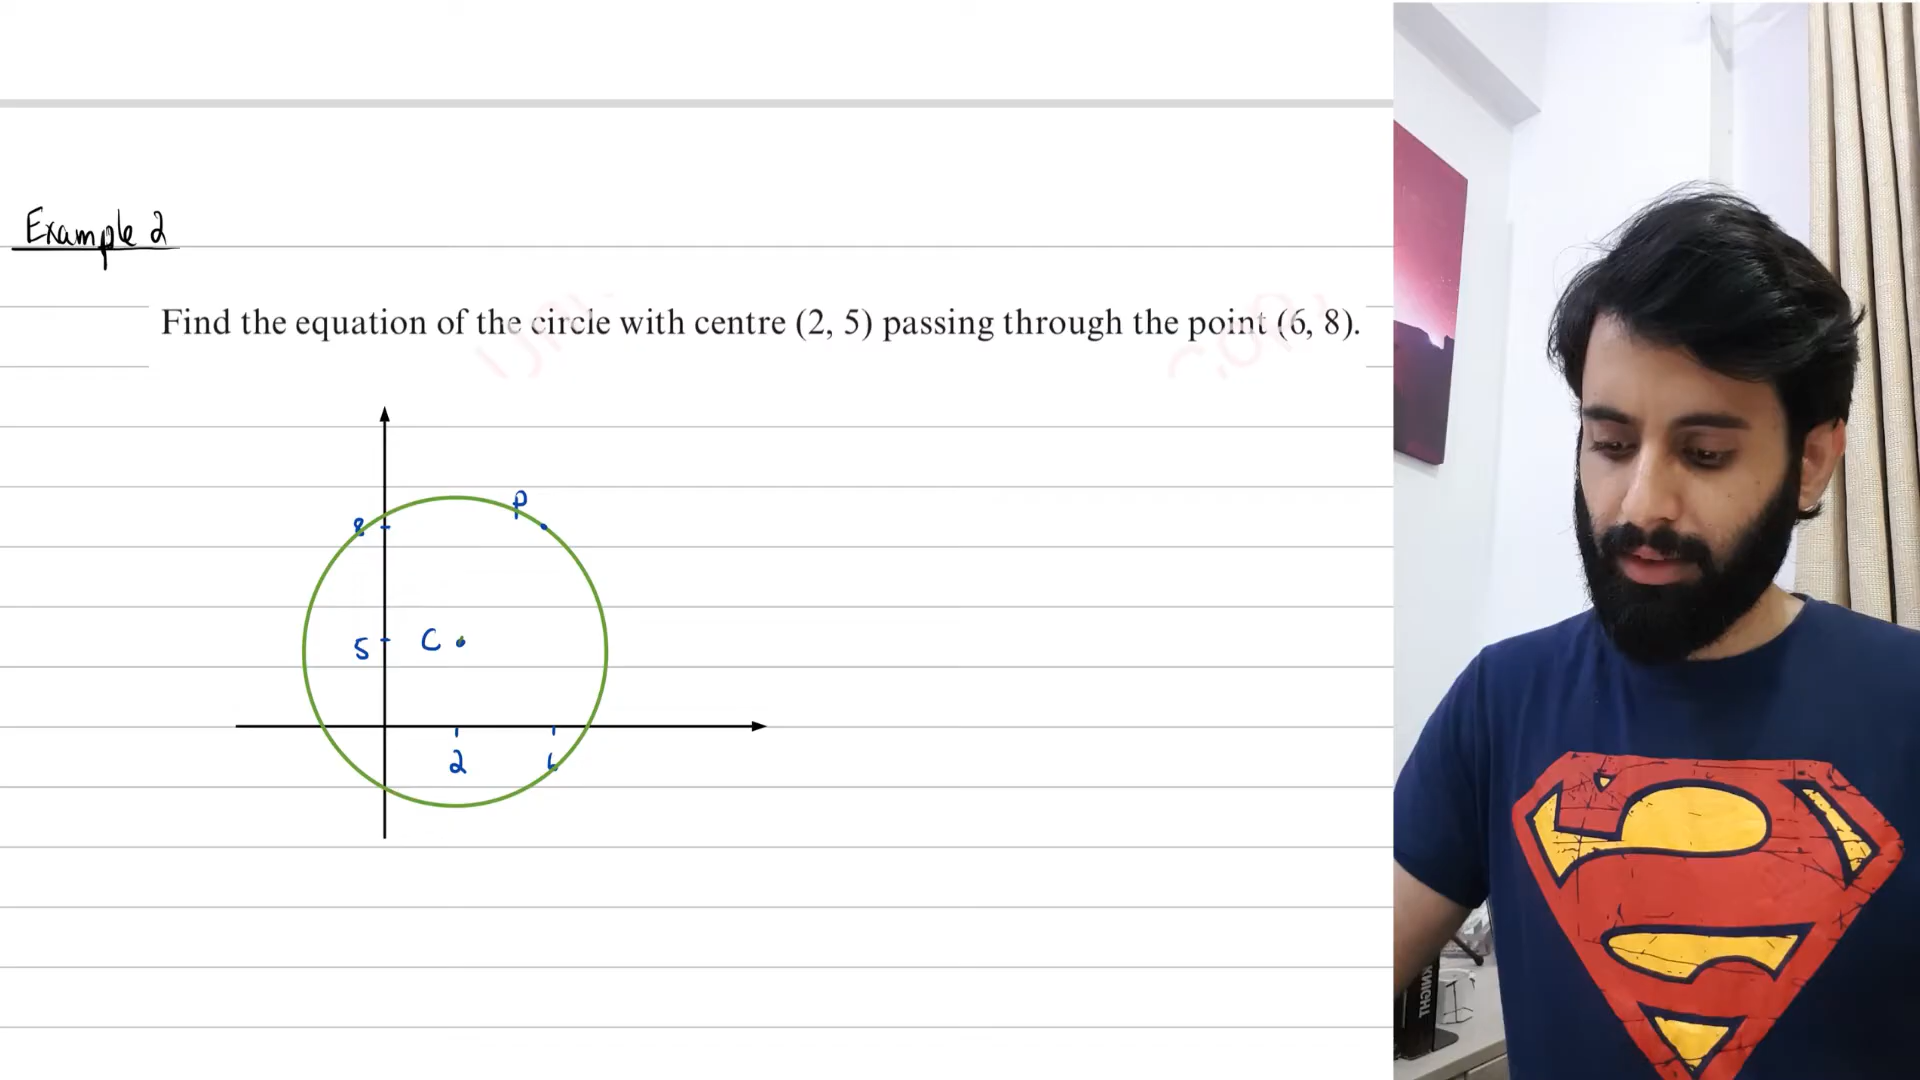 Example 2
Find the equation of the circle with centre (2, 5) passing through the point (6, 8).
P
8
5 C
2 6
KNIGHT